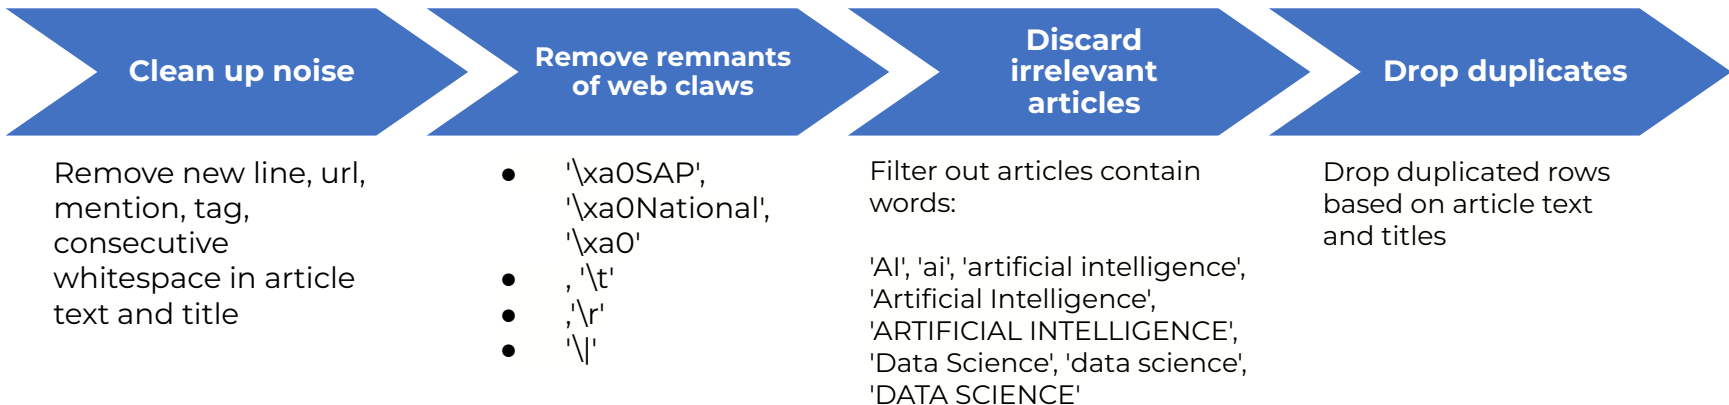 Clean up noise
Remove remnants
of web claws
Discard
irrelevant
articles
Drop duplicates
Remove new line, url,
mention, tag,
consecutive
whitespace in article
text and title
● '\xa0SAP',
'\xa0National',
'\xa0'
● , '\t'
● ,'\r'
● '\|'
Filter out articles contain
words:
'AI', 'ai', 'artificial intelligence',
'Artificial Intelligence',
'ARTIFICIAL INTELLIGENCE',
'Data Science', 'data science',
'DATA SCIENCE'
Drop duplicated rows
based on article text
and titles